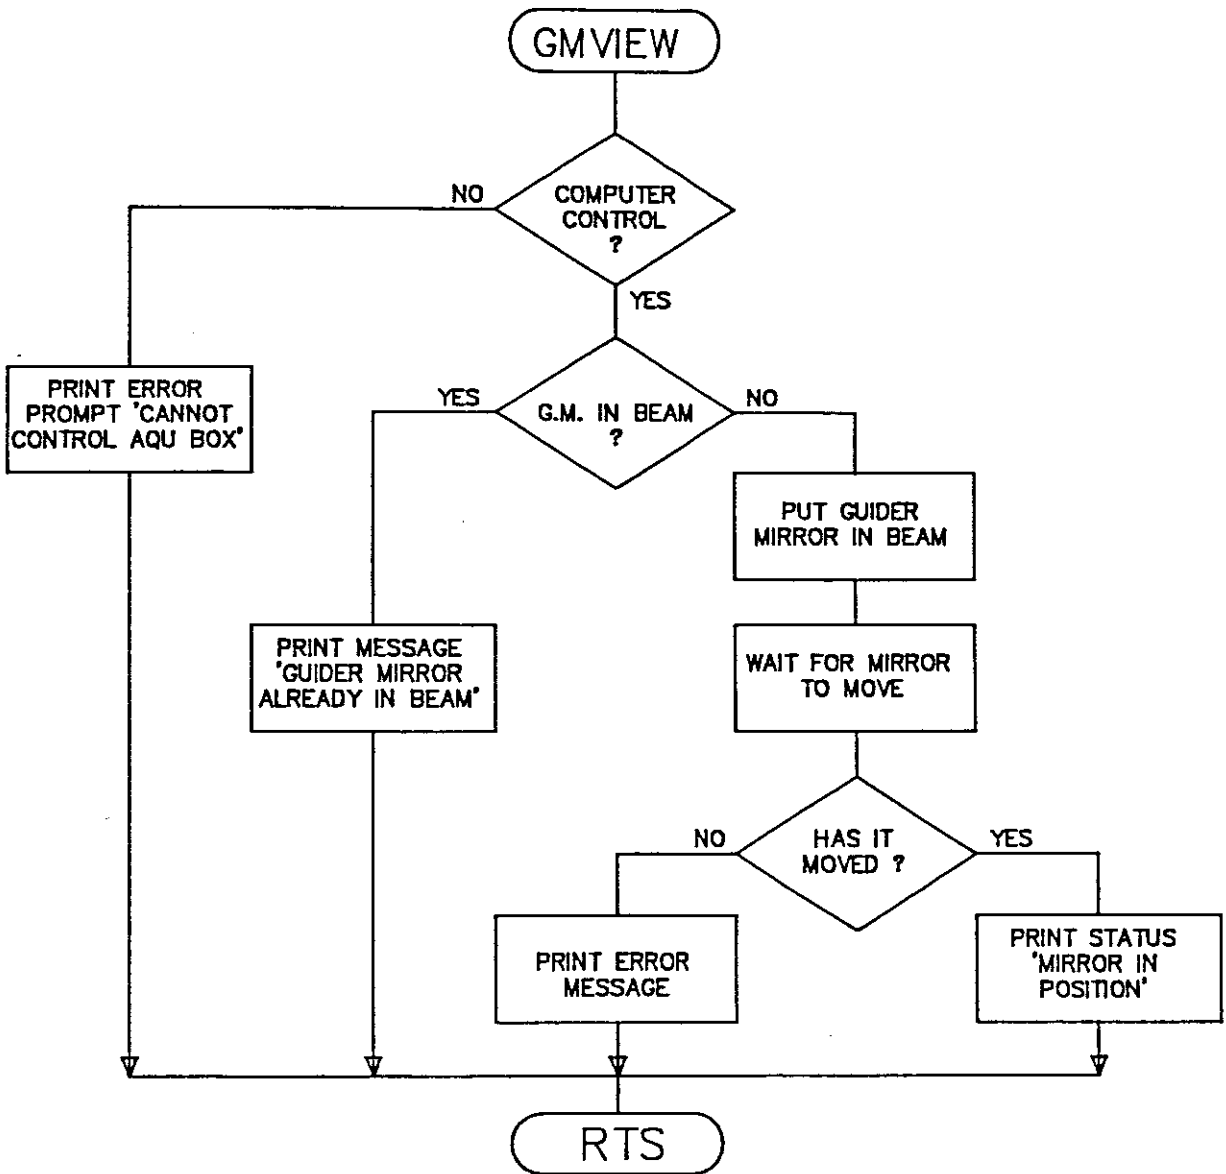 GMVIEW
COMPUTER
CONTROL
?
NO
YES
PRINT ERROR
PROMPT 'CANNOT
CONTROL AQU BOX'
G.M. IN BEAM
?
YES
NO
PUT GUIDER
MIRROR IN BEAM
PRINT MESSAGE
'GUIDER MIRROR
ALREADY IN BEAM'
WAIT FOR MIRROR
TO MOVE
HAS IT
MOVED ?
NO
YES
PRINT ERROR
MESSAGE
PRINT STATUS
'MIRROR IN
POSITION'
RTS